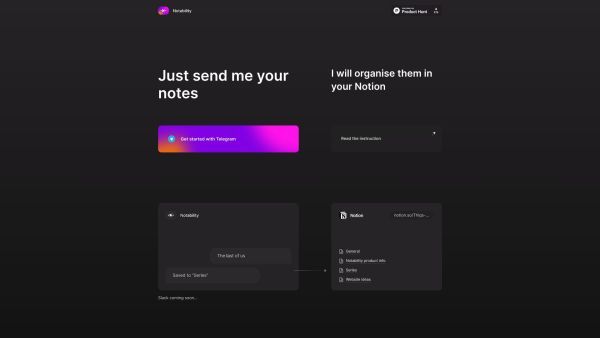 Notability
Product Hunt
Just send me your
notes
I will organise them in
your Notion
Get started with Telegram
Read the instruction
Notability
The last of us
Saved to "Series"
Slack coming soon...
Notion
notion.so/Thigs-...
General
Notability product info
Series
Website Ideas